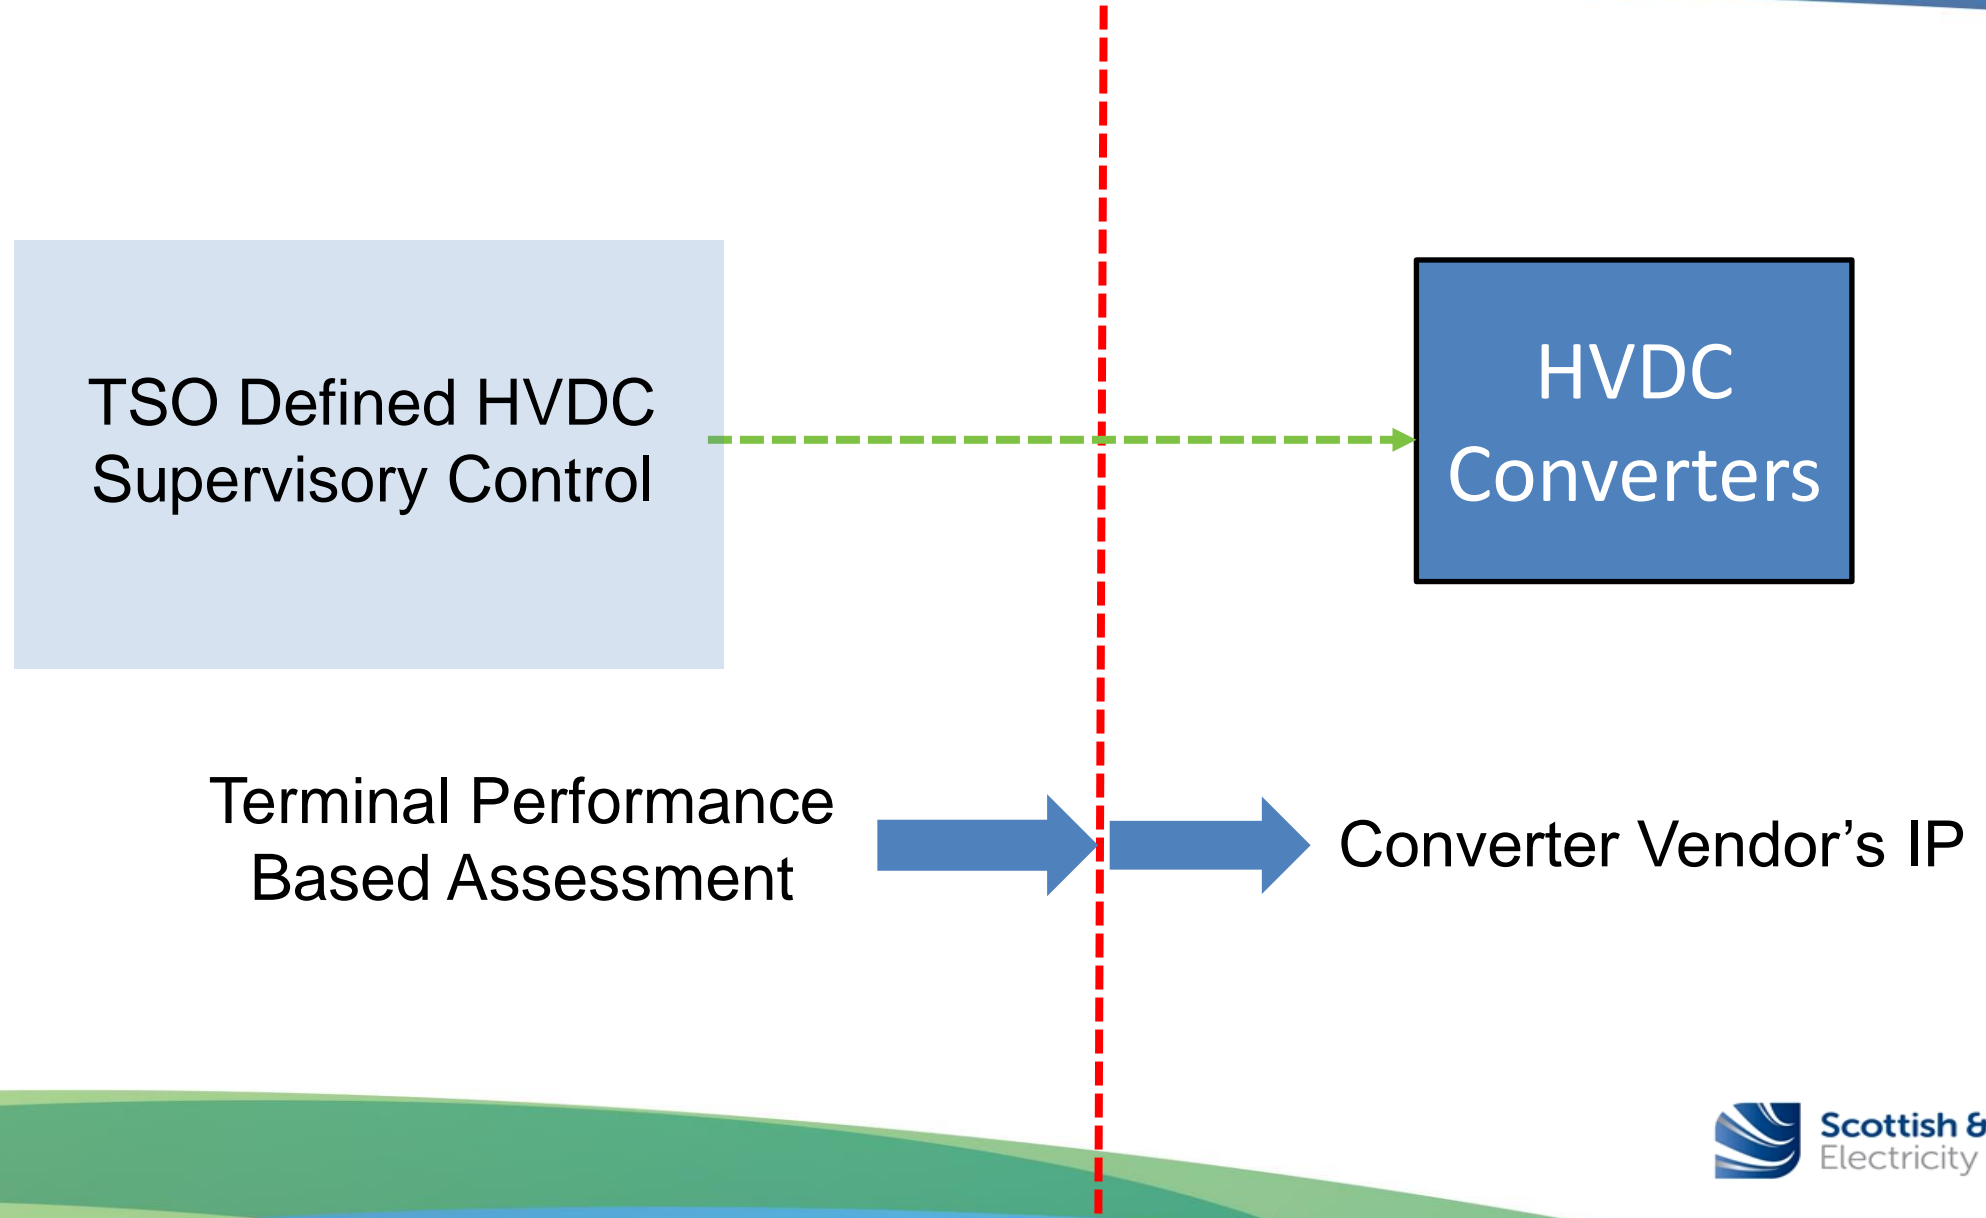 TSO Defined HVDC
Supervisory Control
HVDC
Converters
Terminal Performance
Based Assessment
Converter Vendor’s IP
Scottish &
Electricity